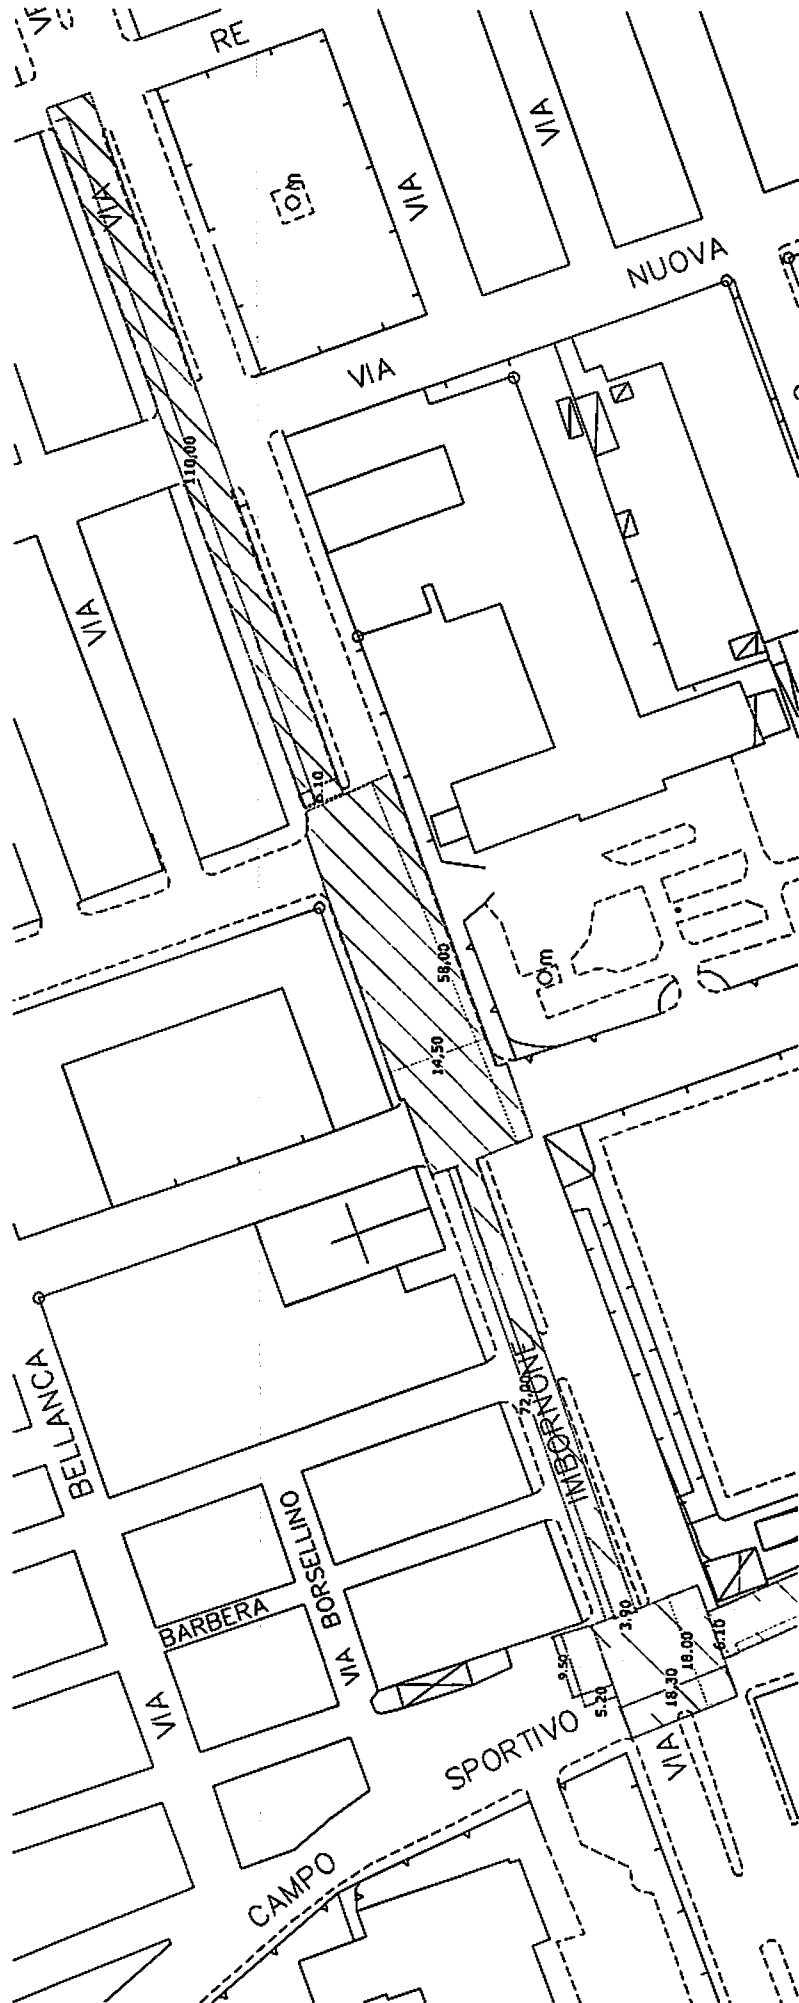 RE
VIA
VIA
VIA
NUOVA
VIA
110,00
VIA
6.10
58,00
14,50
BELLANCA
72,00
IMBORNONE
VIA BORSELLINO
BARBERA
VIA
3,90
6.10
18.00
18,30
9.50
5.20
SPORTIVO
VIA
CAMPO